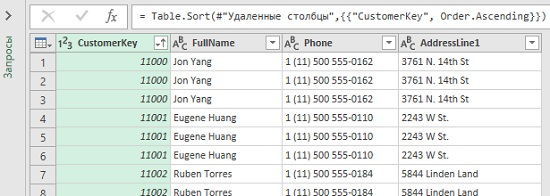 = Table.Sort(#"Удаленные столбцы",{{"CustomerKey", Order.Ascending}})
Запросы
1²3 CustomerKey ABC FullName ABC Phone ABC AddressLine1
1 11000 Jon Yang 1 (11) 500 555-0162 3761 N. 14th St
2 11000 Jon Yang 1 (11) 500 555-0162 3761 N. 14th St
3 11000 Jon Yang 1 (11) 500 555-0162 3761 N. 14th St
4 11001 Eugene Huang 1 (11) 500 555-0110 2243 W St.
5 11001 Eugene Huang 1 (11) 500 555-0110 2243 W St.
6 11001 Eugene Huang 1 (11) 500 555-0110 2243 W St.
7 11002 Ruben Torres 1 (11) 500 555-0184 5844 Linden Land
8 11002 Ruben Torres 1 (11) 500 555-0184 5844 Linden Land